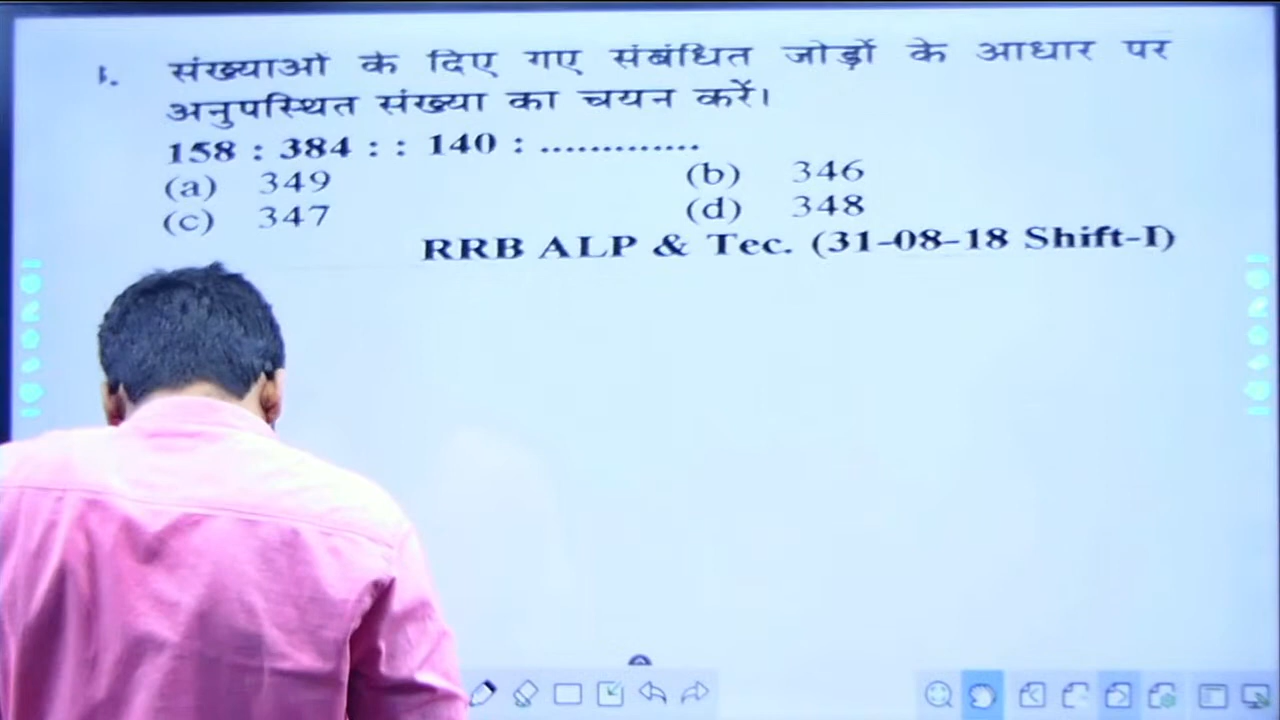 1. संख्याओं के दिए गए संबंधित जोड़ों के आधार पर
अनुपस्थित संख्या का चयन करें।
158 : 384 : : 140 : .............
(a) 349 (b) 346
(c) 347 (d) 348
RRB ALP & Tec. (31-08-18 Shift-I)